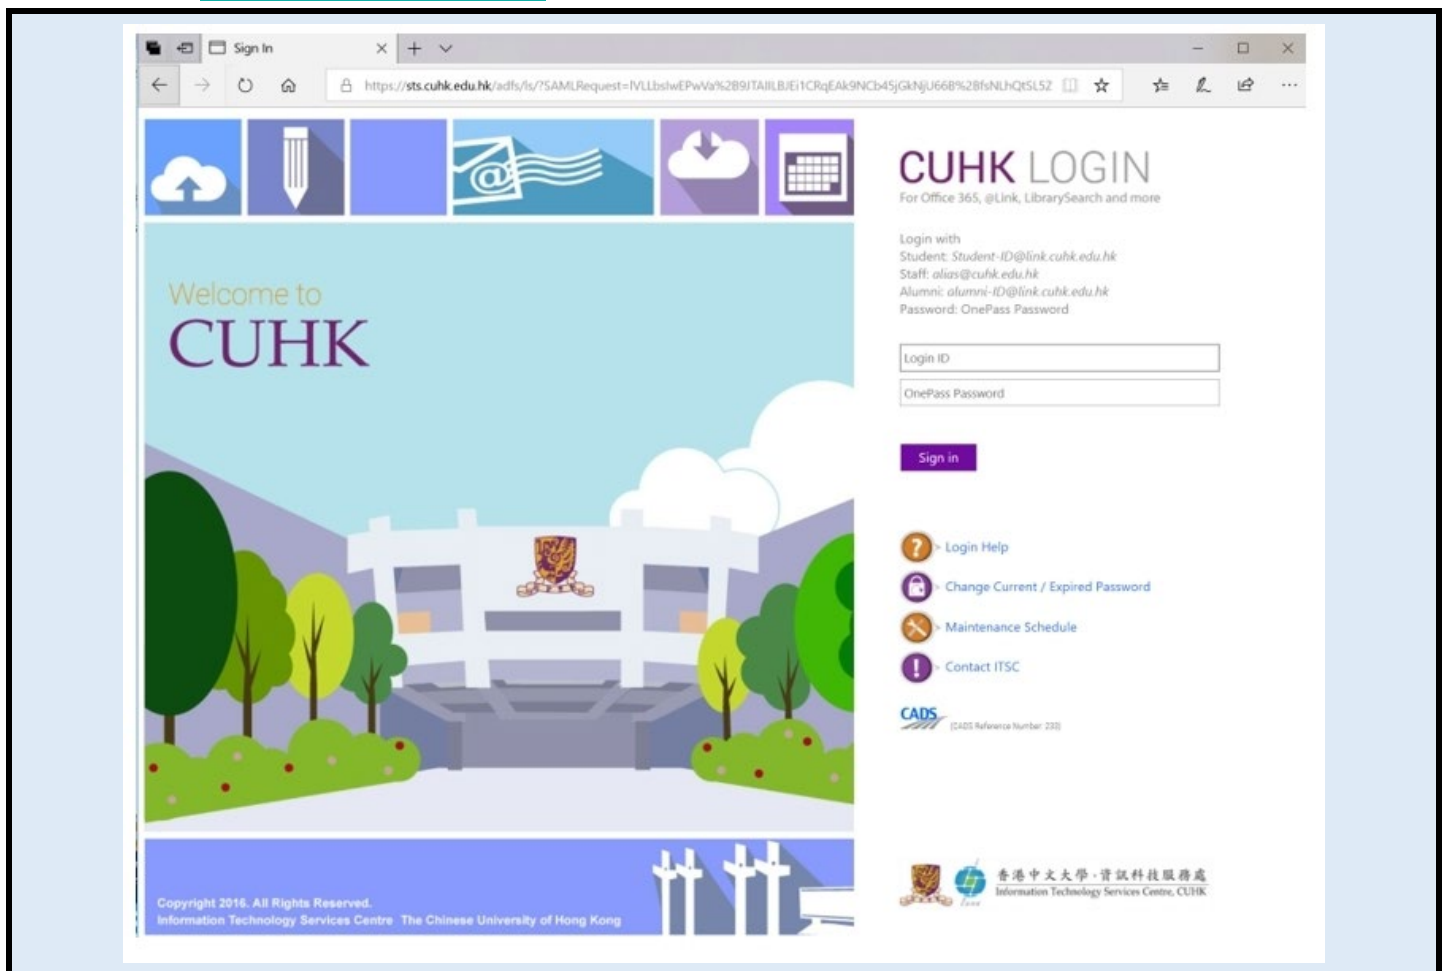 Sign In
https://sts.cuhk.edu.hk/adfs/ls/?SAMLRequest=
CUHK LOGIN
For Office 365, @Link, LibrarySearch and more
Login with
Student: Student-ID@link.cuhk.edu.hk
Staff: alias@cuhk.edu.hk
Alumni: alumni-ID@link.cuhk.edu.hk
Password: OnePass Password
Login ID
OnePass Password
Sign in
Login Help
Change Current / Expired Password
Maintenance Schedule
Contact ITSC
CADS
(CADS Reference Number: 233)
Welcome to
CUHK
Copyright 2016. All Rights Reserved.
Information Technology Services Centre The Chinese University of Hong Kong
香港中文大學·資訊科技服務處
Information Technology Services Centre, CUHK